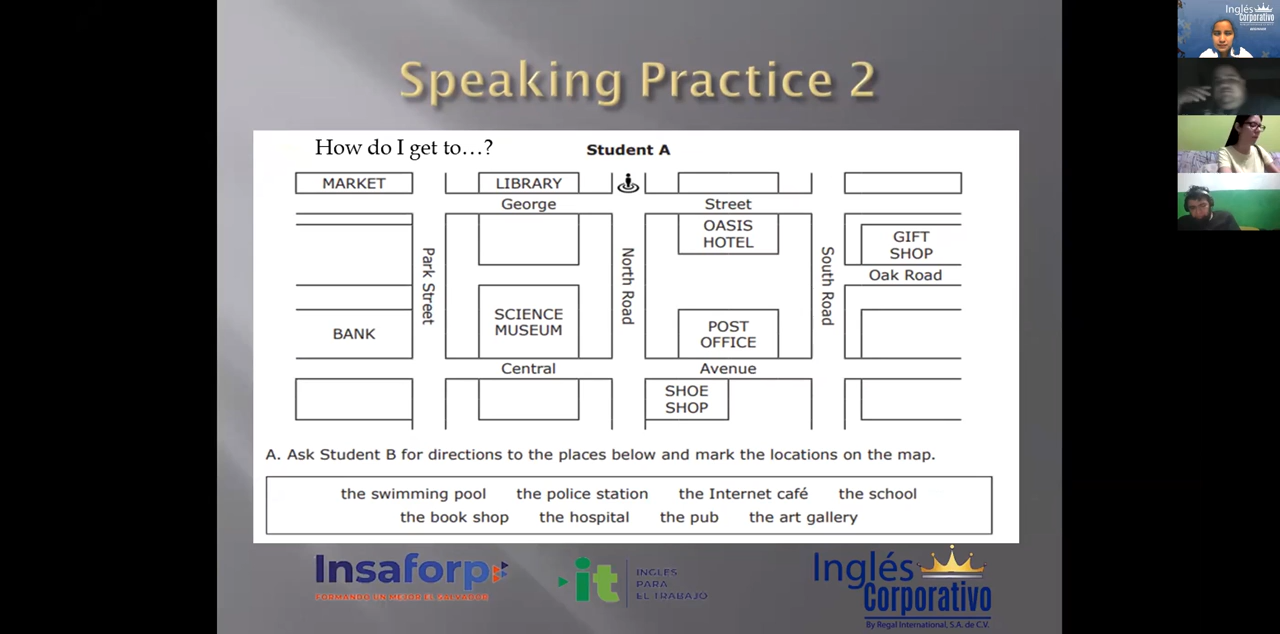 Speaking Practice 2
How do I get to...?
Student A
MARKET
LIBRARY
George
Street
OASIS
HOTEL
GIFT
SHOP
Park Street
North Road
South Road
Oak Road
BANK
SCIENCE
MUSEUM
POST
OFFICE
Central
Avenue
SHOE
SHOP
A. Ask Student B for directions to the places below and mark the locations on the map.
the swimming pool the police station the Internet café the school
the book shop the hospital the pub the art gallery
Insaforp
FORMANDO UN MEJOR EL SALVADOR
it
INGLES
PARA
EL TRABAJO
Inglés
Corporativo
By Regal International, S.A. de C.V.
Inglés
Corporativo